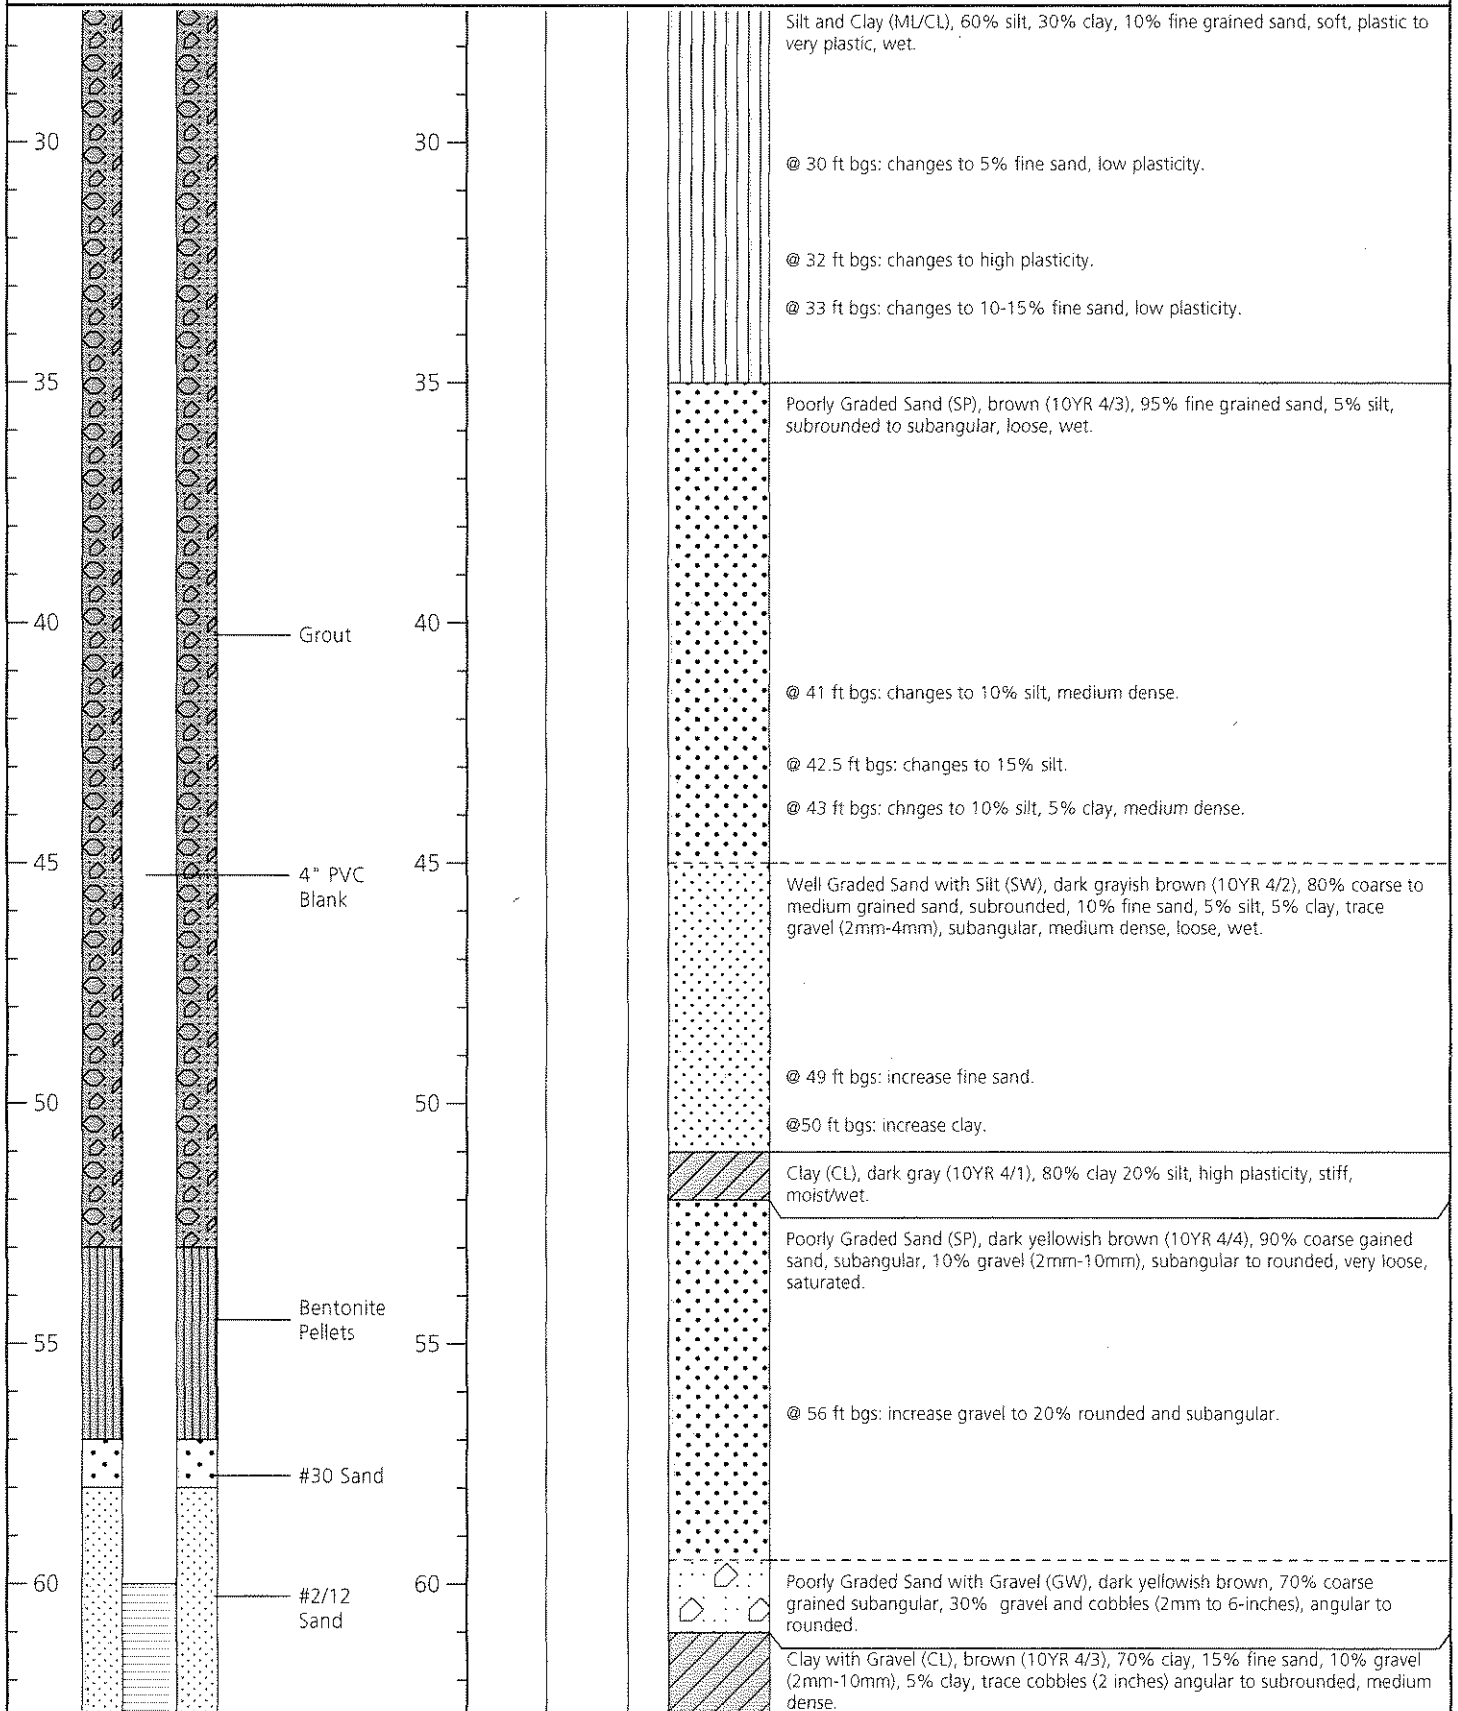 Silt and Clay (ML/CL), 60% silt, 30% clay, 10% fine grained sand, soft, plastic to
very plastic, wet.
30
30
@ 30 ft bgs: changes to 5% fine sand, low plasticity.
@ 32 ft bgs: changes to high plasticity.
@ 33 ft bgs: changes to 10-15% fine sand, low plasticity.
35
35
Poorly Graded Sand (SP), brown (10YR 4/3), 95% fine grained sand, 5% silt,
subrounded to subangular, loose, wet.
40
Grout
40
@ 41 ft bgs: changes to 10% silt, medium dense.
@ 42.5 ft bgs: changes to 15% silt.
@ 43 ft bgs: chnges to 10% silt, 5% clay, medium dense.
45
4" PVC
Blank
45
Well Graded Sand with Silt (SW), dark grayish brown (10YR 4/2), 80% coarse to
medium grained sand, subrounded, 10% fine sand, 5% silt, 5% clay, trace
gravel (2mm-4mm), subangular, medium dense, loose, wet.
@ 49 ft bgs: increase fine sand.
50
50
@50 ft bgs: increase clay.
Clay (CL), dark gray (10YR 4/1), 80% clay 20% silt, high plasticity, stiff,
moist/wet.
Poorly Graded Sand (SP), dark yellowish brown (10YR 4/4), 90% coarse gained
sand, subangular, 10% gravel (2mm-10mm), subangular to rounded, very loose,
saturated.
Bentonite
Pellets
55
55
@ 56 ft bgs: increase gravel to 20% rounded and subangular.
#30 Sand
60
#2/12
Sand
60
Poorly Graded Sand with Gravel (GW), dark yellowish brown, 70% coarse
grained subangular, 30% gravel and cobbles (2mm to 6-inches), angular to
rounded.
Clay with Gravel (CL), brown (10YR 4/3), 70% clay, 15% fine sand, 10% gravel
(2mm-10mm), 5% clay, trace cobbles (2 inches) angular to subrounded, medium
dense.